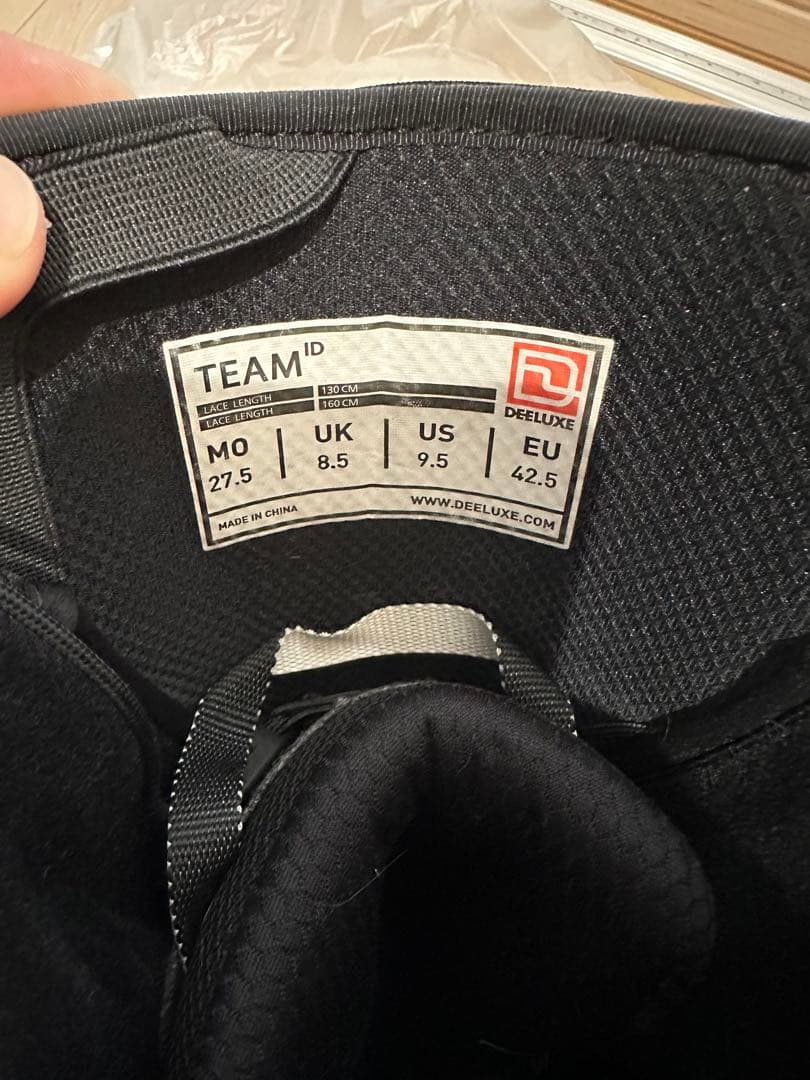 TEAM ID
DEELUXE
LACE LENGTH 130 CM
LACE LENGTH 160 CM
MO UK US EU
27.5 8.5 9.5 42.5
MADE IN CHINA WWW.DEELUXE.COM